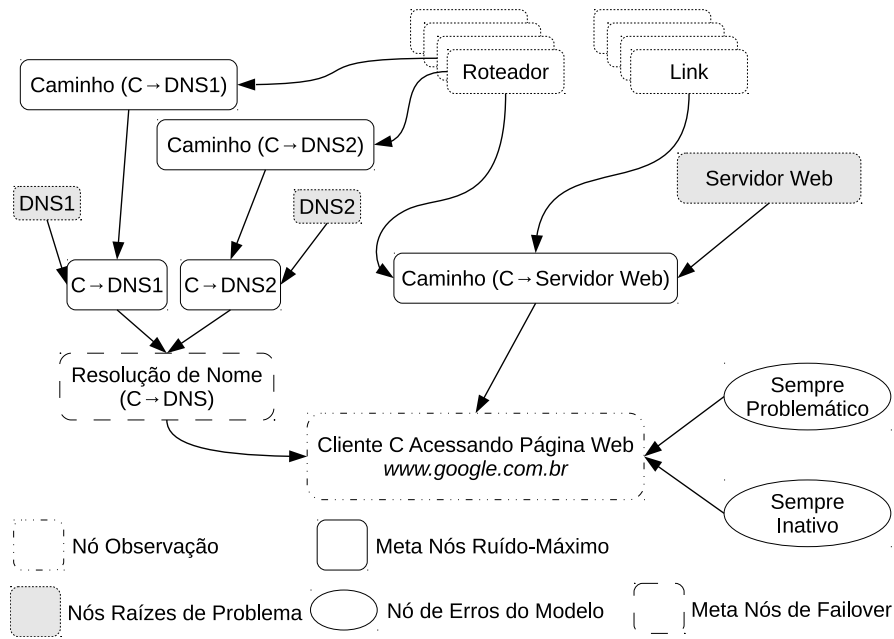 Roteador
Link
Caminho (C→DNS1)
Caminho (C→DNS2)
Servidor Web
DNS1
DNS2
C→DNS1
C→DNS2
Caminho (C→Servidor Web)
Resolução de Nome
(C→DNS)
Sempre
Problemático
Cliente C Acessando Página Web
www.google.com.br
Sempre
Inativo
Nó Observação
Meta Nós Ruído-Máximo
Nós Raízes de Problema
Nó de Erros do Modelo
Meta Nós de Failover